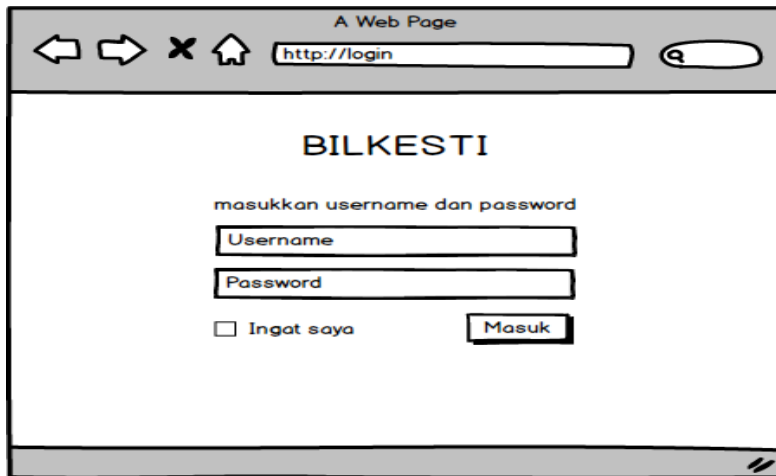 A Web Page
http://login
BILKESTI
masukkan username dan password
Username
Password
Ingat saya
Masuk